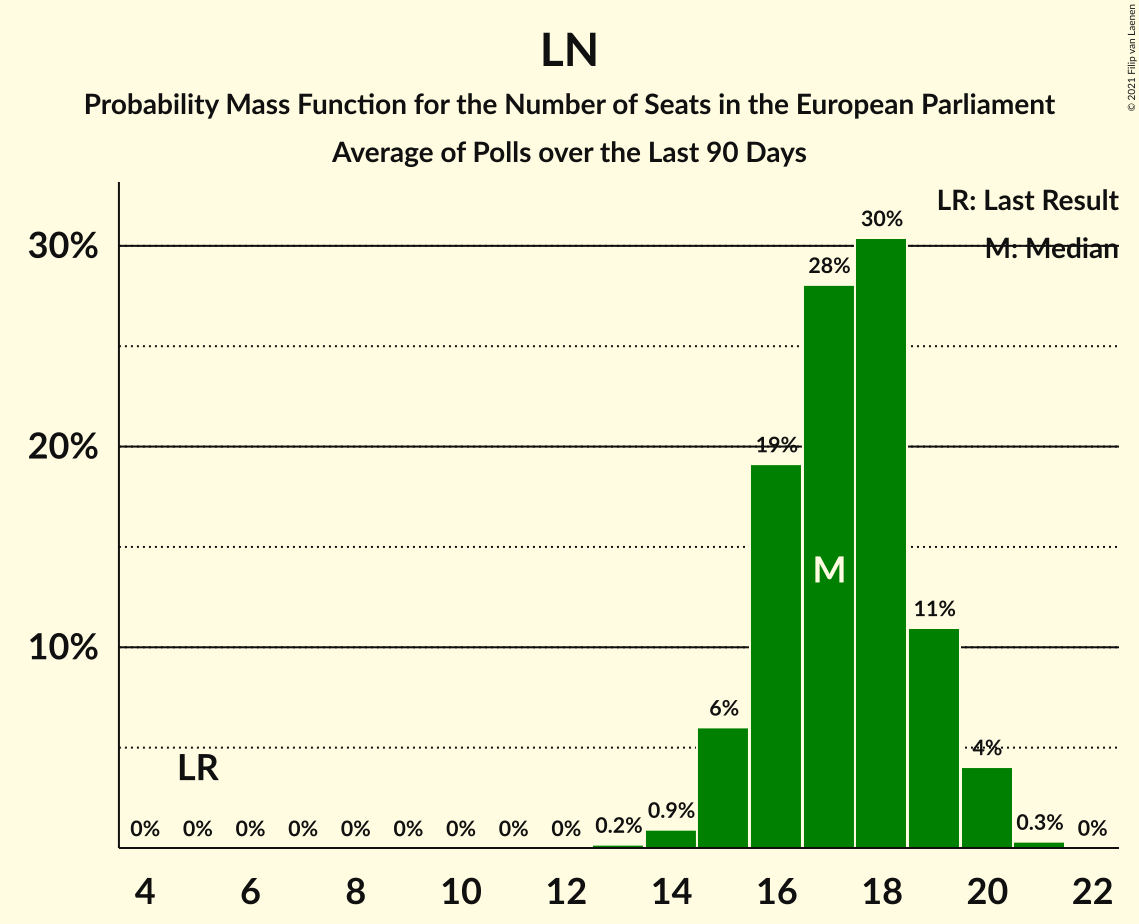 LN
Probability Mass Function for the Number of Seats in the European Parliament
Average of Polls over the Last 90 Days
© 2021 Filip van Laenen
LR: Last Result
M: Median
30%
20%
10%
30%
28%
19%
M
11%
6%
4%
LR
0% 0% 0% 0% 0% 0% 0% 0% 0% 0.2% 0.9% 0.3% 0%
4 6 8 10 12 14 16 18 20 22